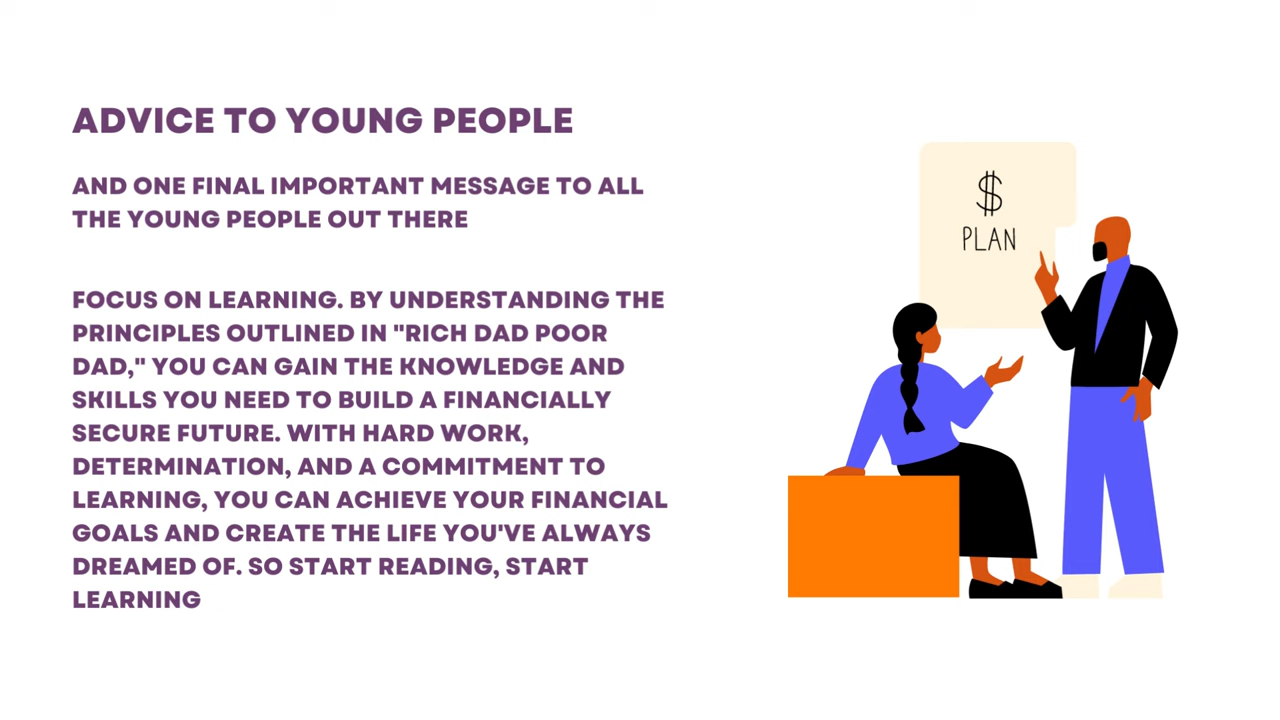 ADVICE TO YOUNG PEOPLE
AND ONE FINAL IMPORTANT MESSAGE TO ALL
THE YOUNG PEOPLE OUT THERE
FOCUS ON LEARNING. BY UNDERSTANDING THE
PRINCIPLES OUTLINED IN "RICH DAD POOR
DAD," YOU CAN GAIN THE KNOWLEDGE AND
SKILLS YOU NEED TO BUILD A FINANCIALLY
SECURE FUTURE. WITH HARD WORK,
DETERMINATION, AND A COMMITMENT TO
LEARNING, YOU CAN ACHIEVE YOUR FINANCIAL
GOALS AND CREATE THE LIFE YOU'VE ALWAYS
DREAMED OF. SO START READING, START
LEARNING
$
PLAN